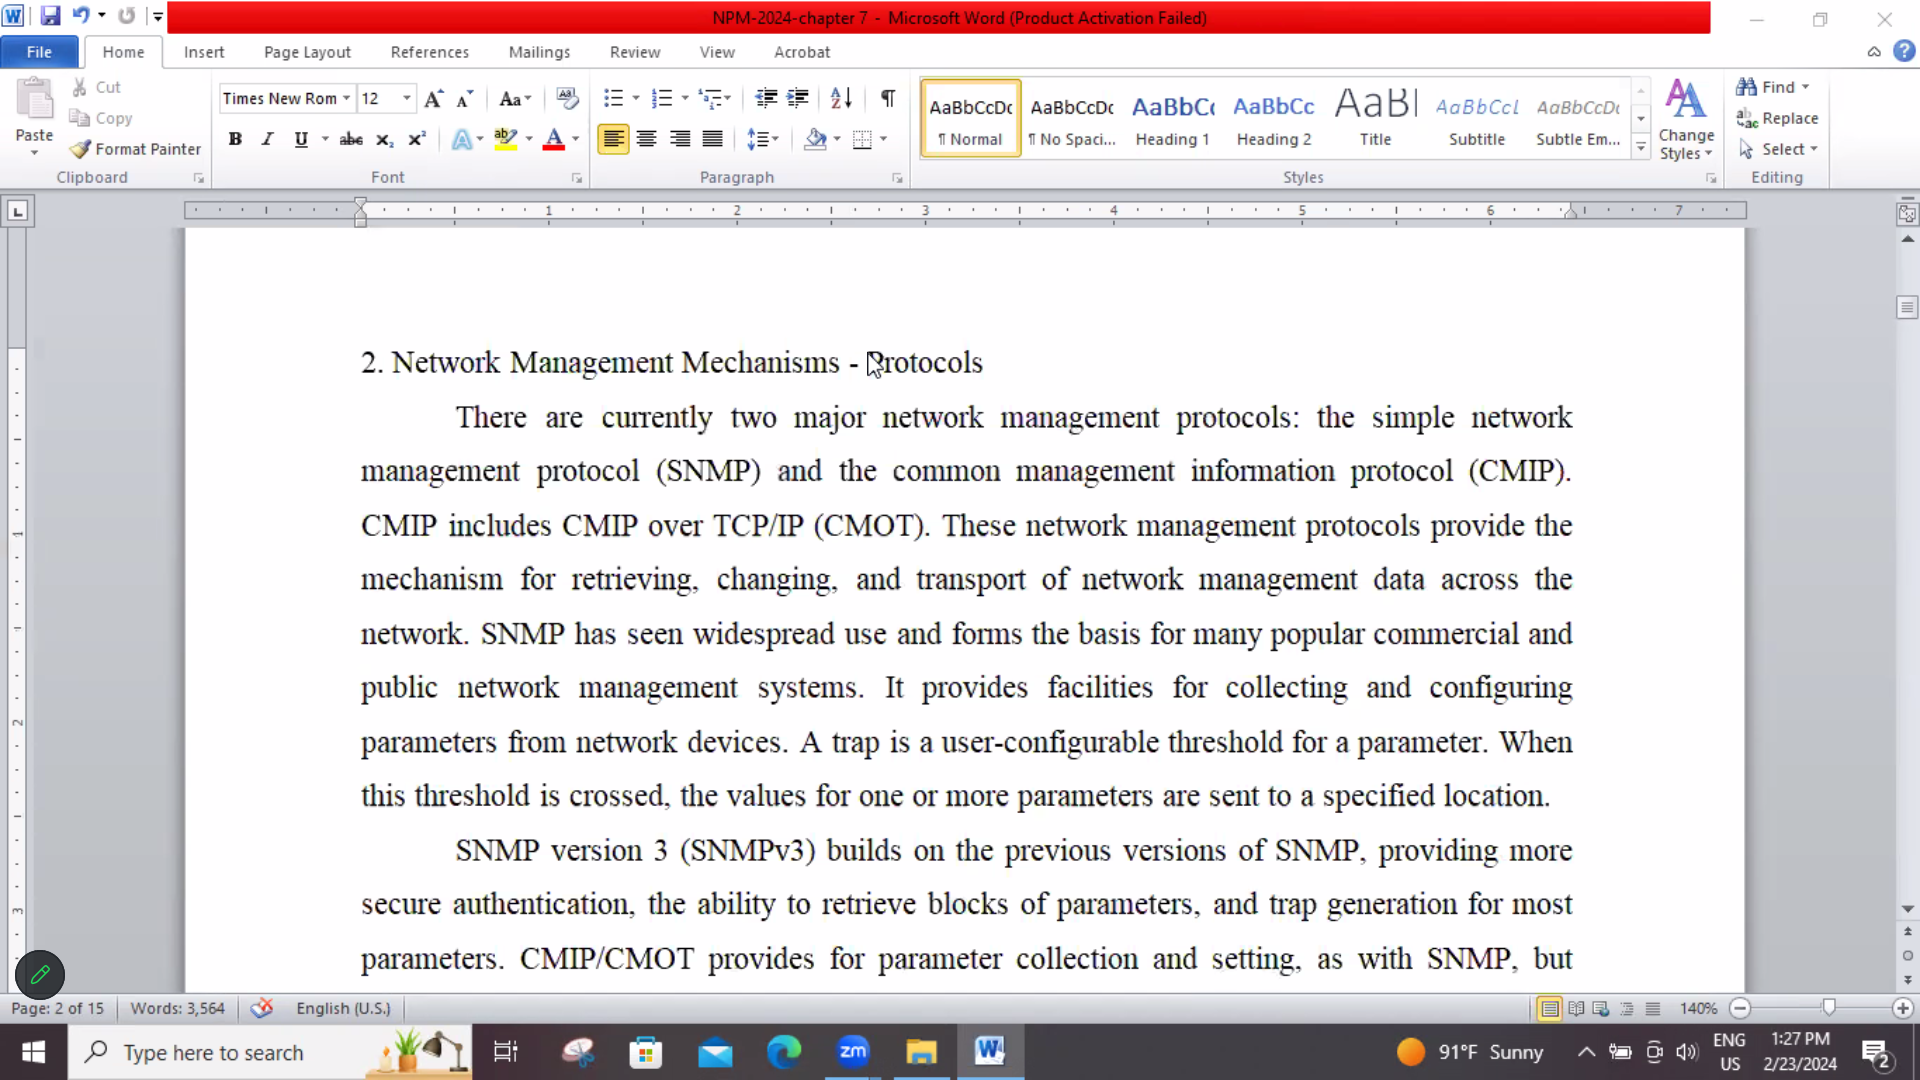 NPM-2024-chapter 7 - Microsoft Word (Product Activation Failed)
File Home Insert Page Layout References Mailings Review View Acrobat
Paste
Cut
Copy
Format Painter
Clipboard
Times New Rom 12
Font
Paragraph
AaBbCcDc AaBbCcDc AaBbC AaBbCc AaB AaBbCcL AaBbCcDc
¶ Normal ¶ No Spaci... Heading 1 Heading 2 Title Subtitle Subtle Em...
Change Styles
Styles
Find
Replace
Select
Editing
1 2 3 4 5 6 7
2. Network Management Mechanisms - Protocols
There are currently two major network management protocols: the simple network
management protocol (SNMP) and the common management information protocol (CMIP).
CMIP includes CMIP over TCP/IP (CMOT). These network management protocols provide the
mechanism for retrieving, changing, and transport of network management data across the
network. SNMP has seen widespread use and forms the basis for many popular commercial and
public network management systems. It provides facilities for collecting and configuring
parameters from network devices. A trap is a user-configurable threshold for a parameter. When
this threshold is crossed, the values for one or more parameters are sent to a specified location.
SNMP version 3 (SNMPv3) builds on the previous versions of SNMP, providing more
secure authentication, the ability to retrieve blocks of parameters, and trap generation for most
parameters. CMIP/CMOT provides for parameter collection and setting, as with SNMP, but
Page: 2 of 15 Words: 3,564 English (U.S.) 140%
Type here to search
zm
91°F Sunny
ENG
US
1:27 PM
2/23/2024
2